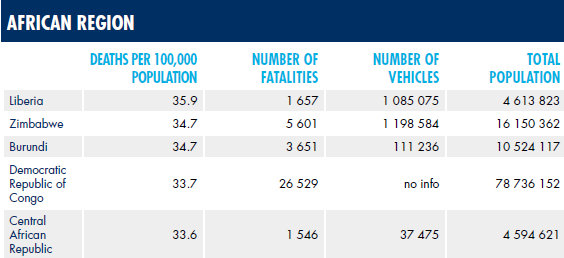 AFRICAN REGION
DEATHS PER 100,000 POPULATION NUMBER OF FATALITIES NUMBER OF VEHICLES TOTAL POPULATION
Liberia 35.9 1 657 1 085 075 4 613 823
Zimbabwe 34.7 5 601 1 198 584 16 150 362
Burundi 34.7 3 651 111 236 10 524 117
Democratic Republic of Congo 33.7 26 529 no info 78 736 152
Central African Republic 33.6 1 546 37 475 4 594 621